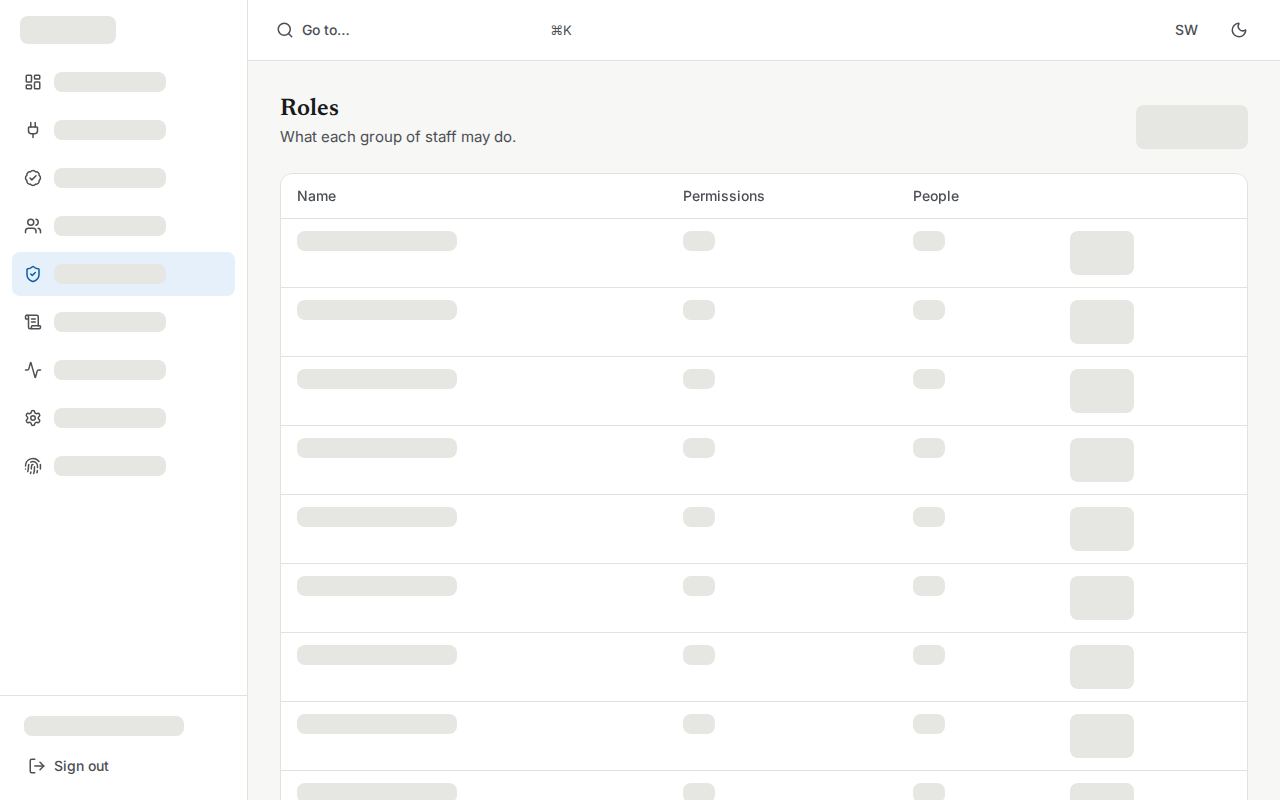 Go to... ⌘K SW
Roles
What each group of staff may do.
Name Permissions People
Sign out